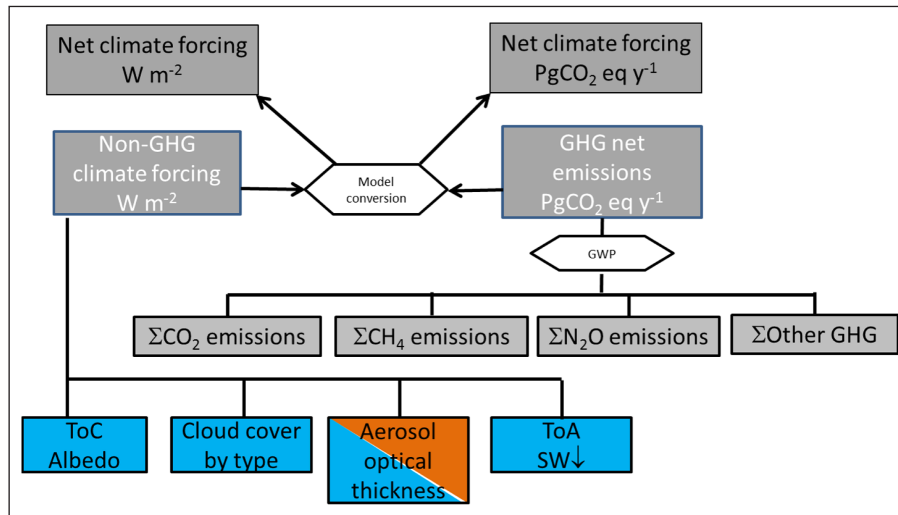 Net climate forcing
W m⁻²
Net climate forcing
PgCO₂ eq y⁻¹
Non-GHG
climate forcing
W m⁻²
Model
conversion
GHG net
emissions
PgCO₂ eq y⁻¹
GWP
ΣCO₂ emissions
ΣCH₄ emissions
ΣN₂O emissions
ΣOther GHG
ToC
Albedo
Cloud cover
by type
Aerosol
optical
thickness
ToA
SW↓